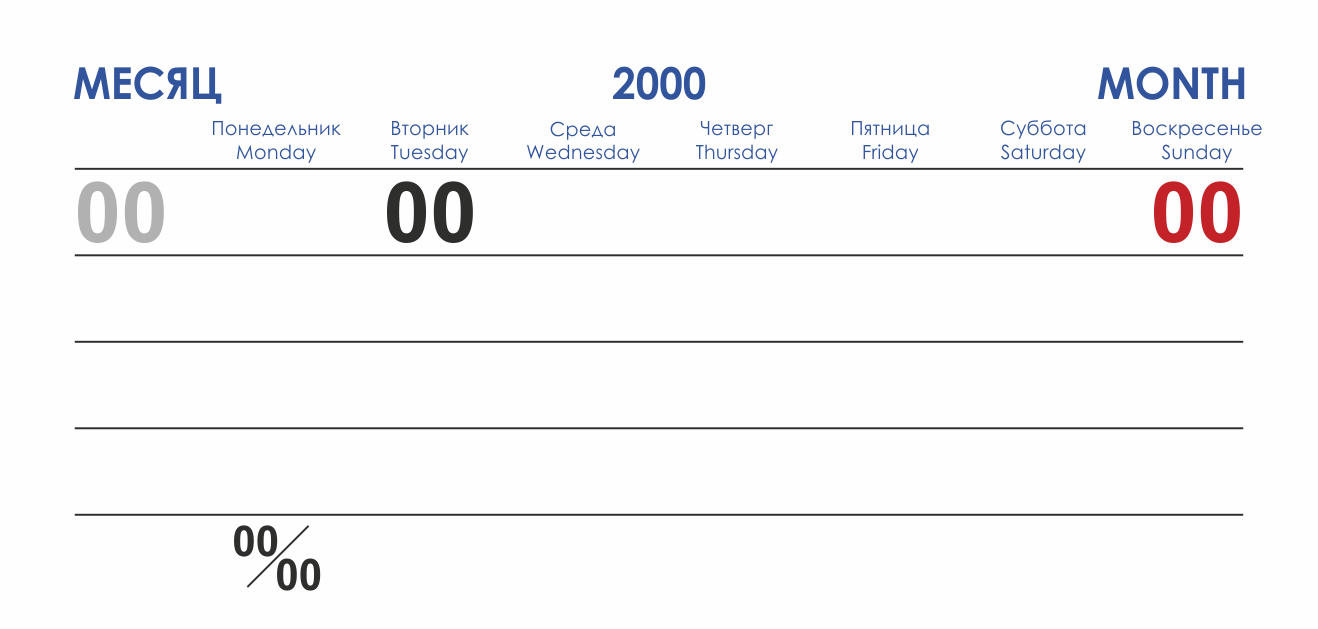 МЕСЯЦ 2000 MONTH
Понедельник Вторник Среда Четверг Пятница Суббота Воскресенье
Monday Tuesday Wednesday Thursday Friday Saturday Sunday
00 00 00
00/00